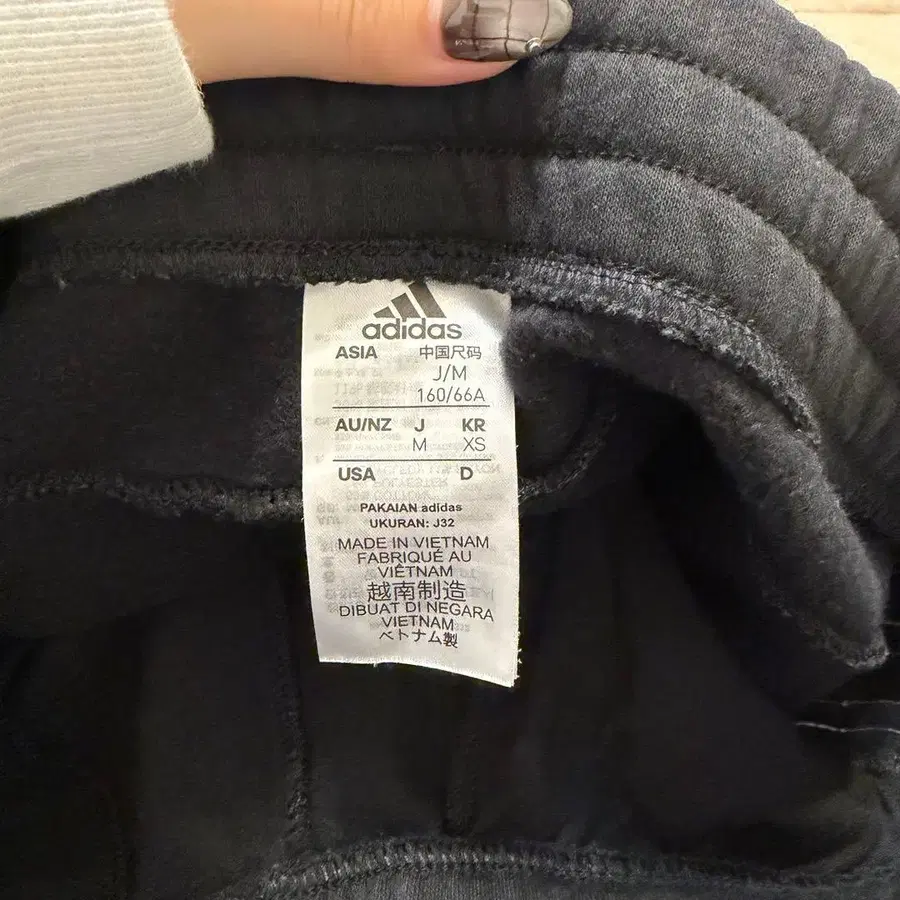 adidas
ASIA 中国尺码
J/M
160/66A
AU/NZ J KR
M XS
USA D
PAKAIAN adidas
UKURAN: J32
MADE IN VIETNAM
FABRIQUÉ AU
VIÊTNAM
越南制造
DIBUAT DI NEGARA
VIETNAM
ベトナム製